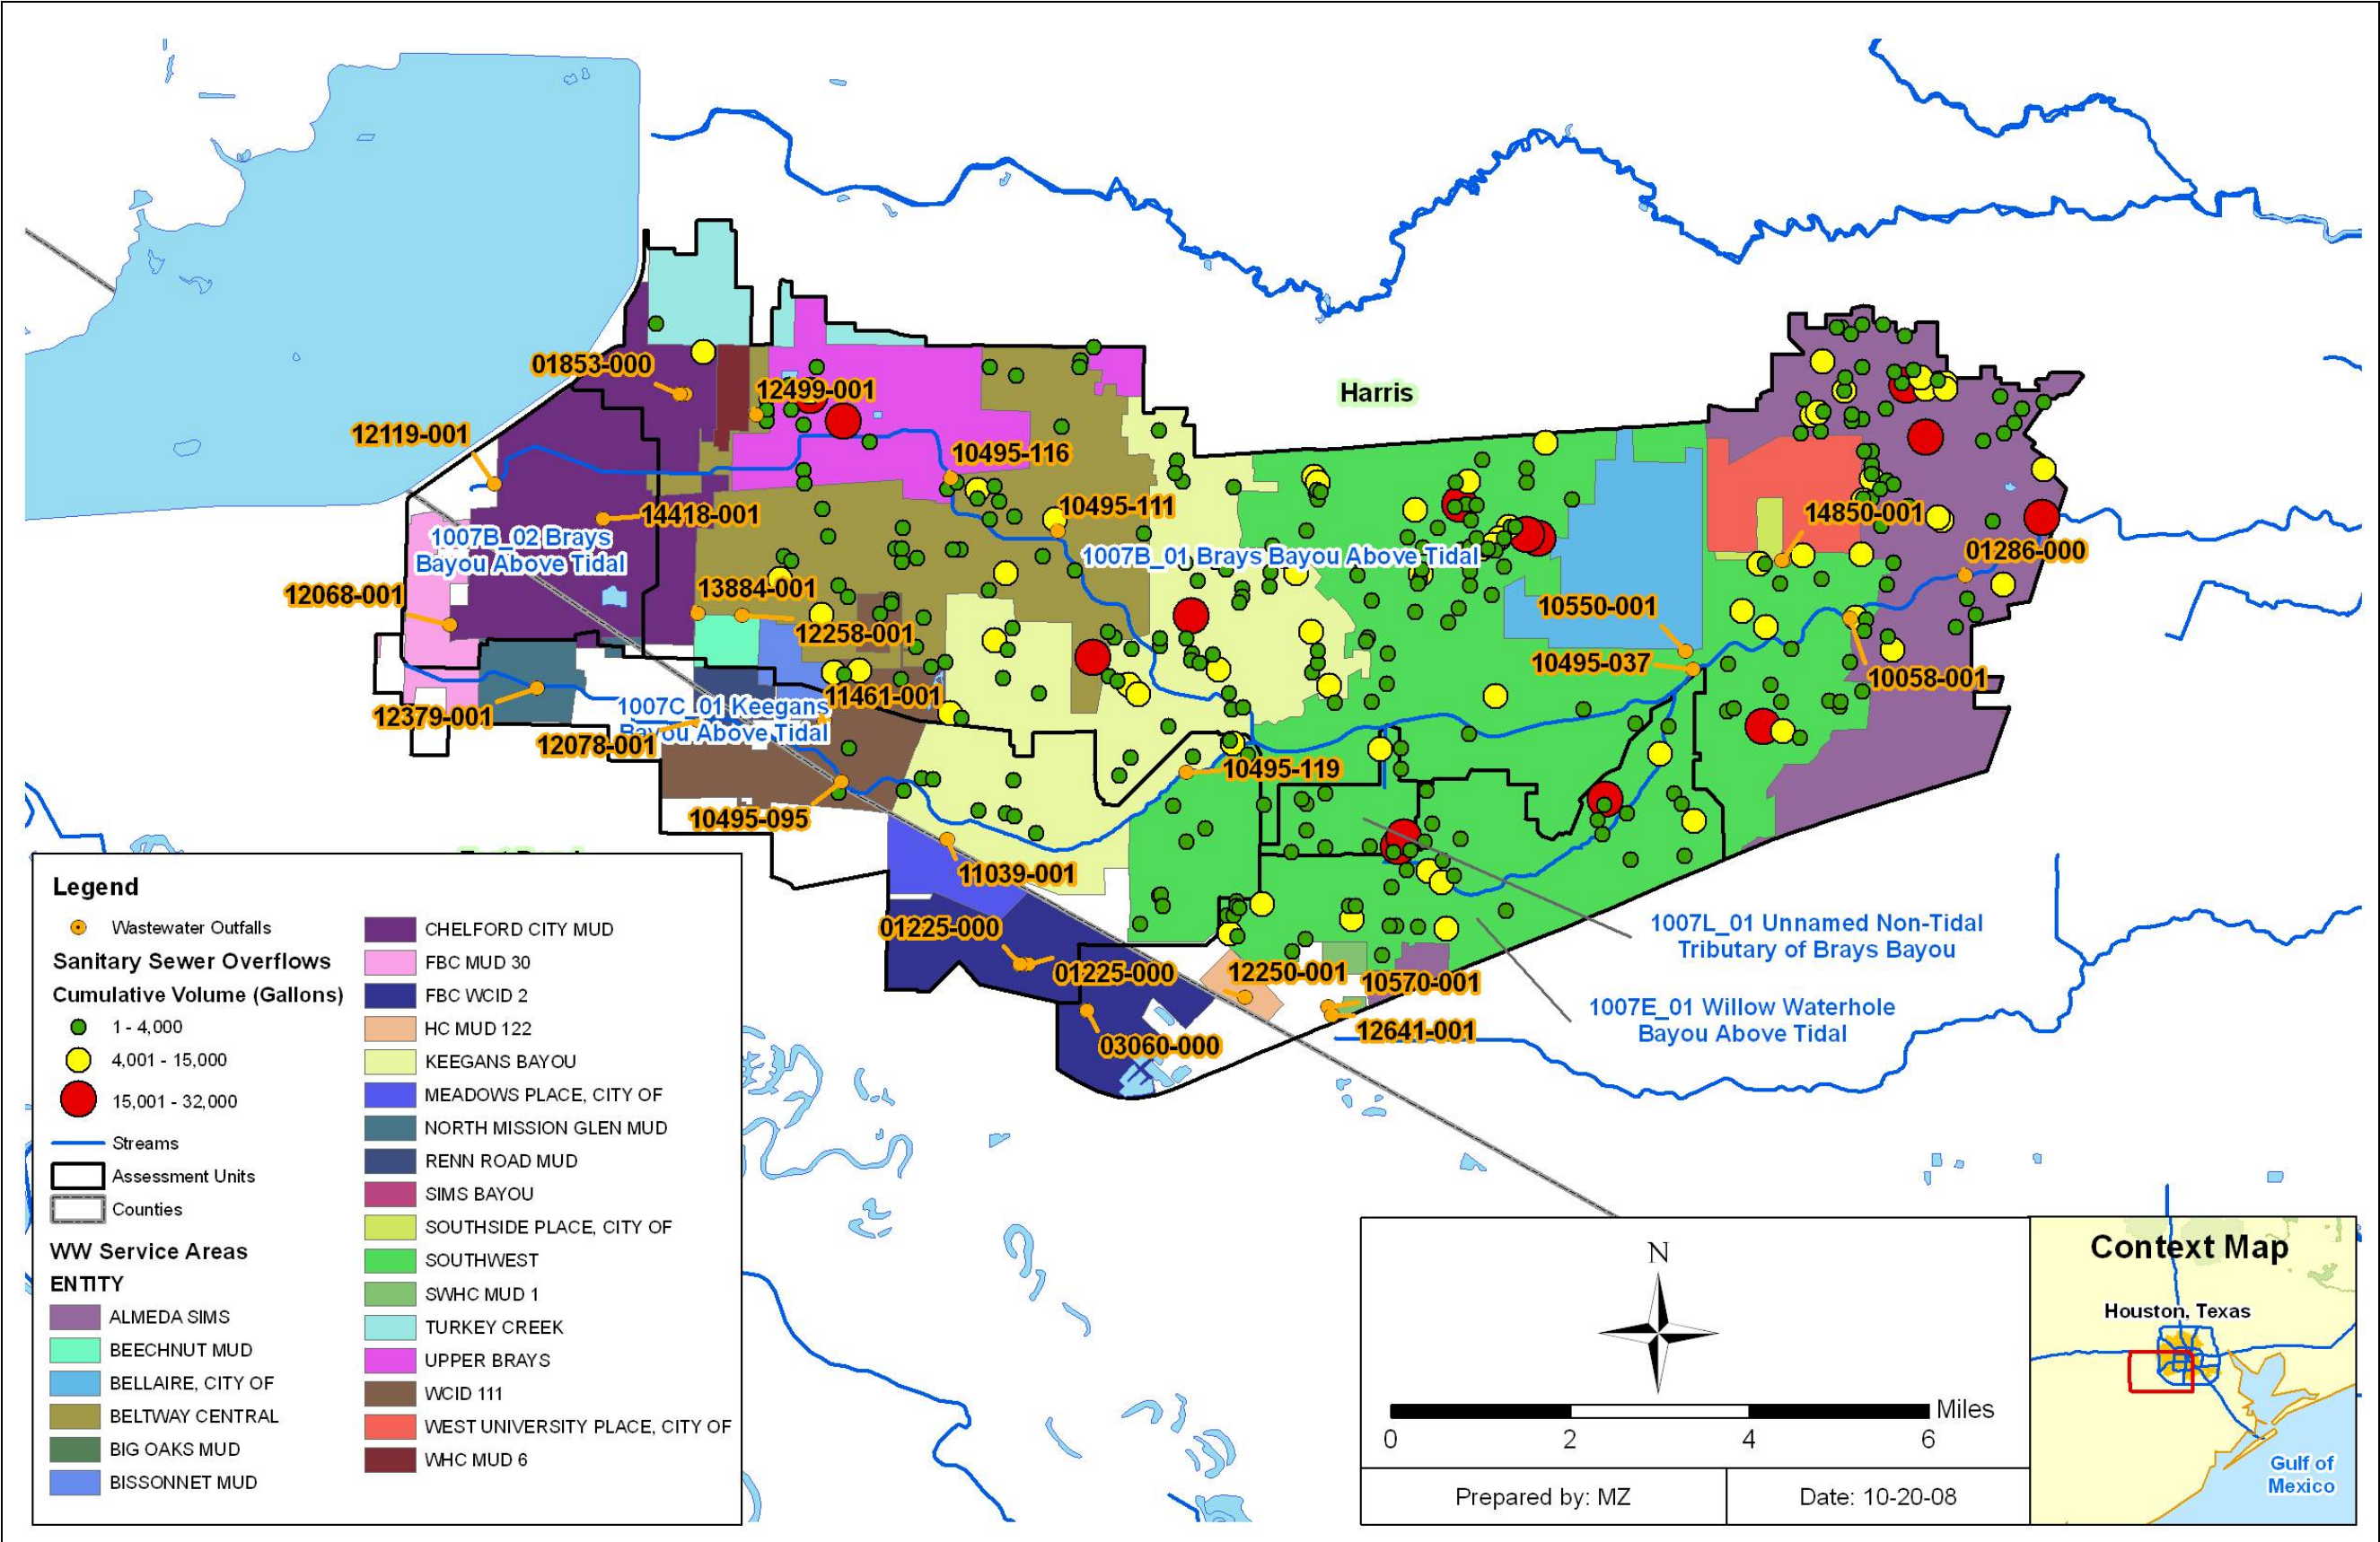 Harris
01853-000
12499-001
12119-001
10495-116
10495-111
14418-001
14850-001
1007B_02 Brays
Bayou Above Tidal
1007B_01 Brays Bayou Above Tidal
01286-000
12068-001
13884-001
10550-001
12258-001
10495-037
10058-001
11461-001
12379-001
1007C_01 Keegans
Bayou Above Tidal
12078-001
10495-119
10495-095
11039-001
01225-000
01225-000
12250-001
10570-001
1007L_01 Unnamed Non-Tidal
Tributary of Brays Bayou
03060-000
12641-001
1007E_01 Willow Waterhole
Bayou Above Tidal
Legend
Wastewater Outfalls
Sanitary Sewer Overflows
Cumulative Volume (Gallons)
1 - 4,000
4,001 - 15,000
15,001 - 32,000
Streams
Assessment Units
Counties
WW Service Areas
ENTITY
ALMEDA SIMS
BEECHNUT MUD
BELLAIRE, CITY OF
BELTWAY CENTRAL
BIG OAKS MUD
BISSONNET MUD
CHELFORD CITY MUD
FBC MUD 30
FBC WCID 2
HC MUD 122
KEEGANS BAYOU
MEADOWS PLACE, CITY OF
NORTH MISSION GLEN MUD
RENN ROAD MUD
SIMS BAYOU
SOUTHSIDE PLACE, CITY OF
SOUTHWEST
SWHC MUD 1
TURKEY CREEK
UPPER BRAYS
WCID 111
WEST UNIVERSITY PLACE, CITY OF
WHC MUD 6
N
Miles
0 2 4 6
Prepared by: MZ
Date: 10-20-08
Context Map
Houston, Texas
Gulf of
Mexico